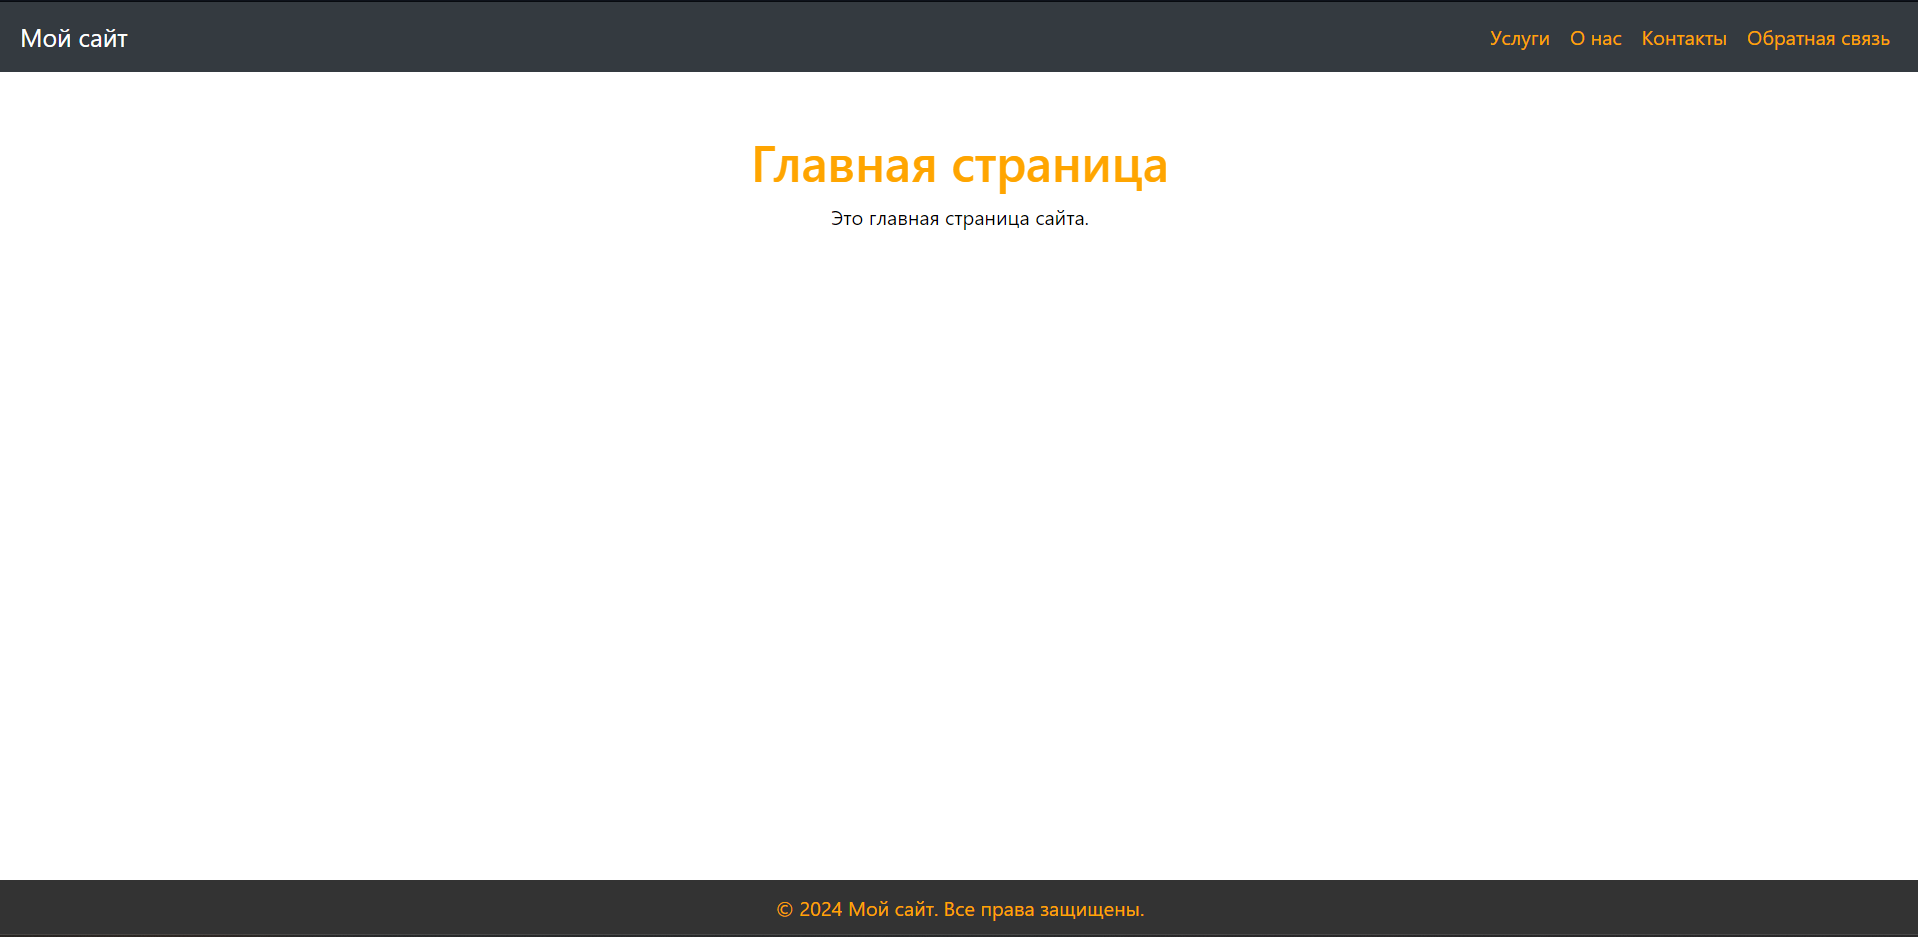 Мой сайт
Услуги О нас Контакты Обратная связь
Главная страница
Это главная страница сайта.
© 2024 Мой сайт. Все права защищены.